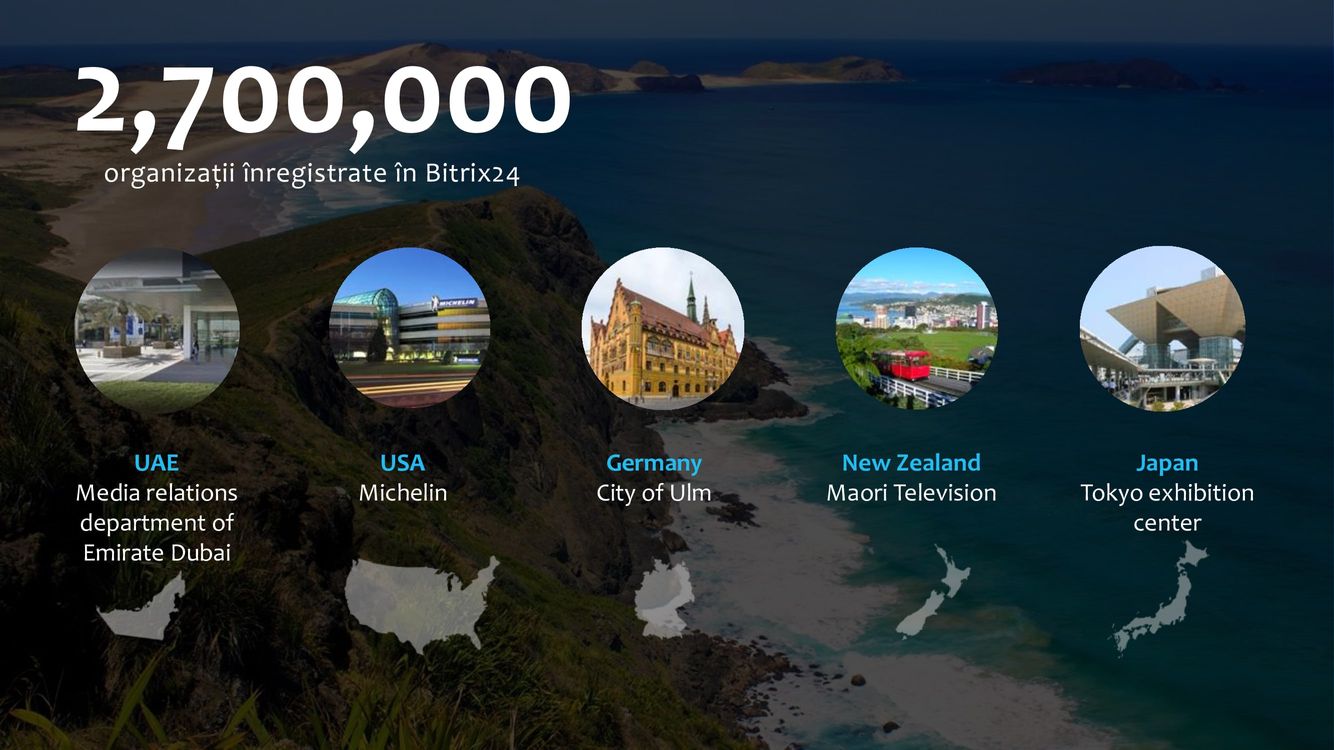 2,700,000
organizații înregistrate în Bitrix24
MICHELIN
UAE
Media relations
department of
Emirate Dubai
USA
Michelin
Germany
City of Ulm
New Zealand
Maori Television
Japan
Tokyo exhibition
center